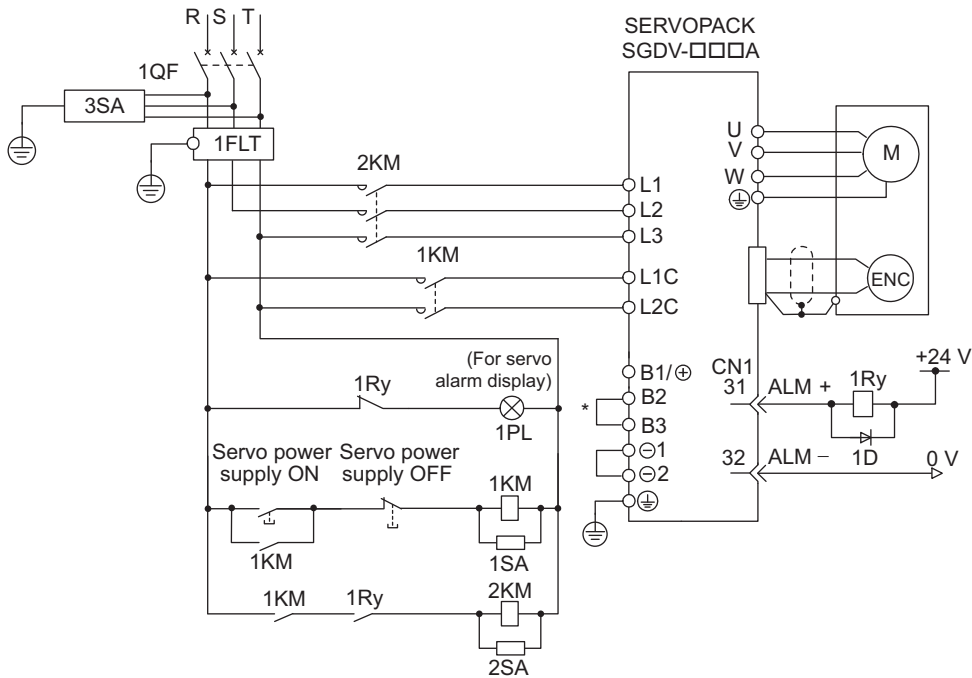 R S T
SERVOPACK
SGDV-□□□A
1QF
3SA
1FLT
2KM
L1
L2
L3
1KM
L1C
L2C
U
V
W
M
ENC
(For servo
alarm display)
1Ry
1PL
B1/⊕
B2
* B3
⊖1
⊖2
CN1
31 ALM +
1Ry
+24 V
1D
32 ALM −
0 V
Servo power
supply ON
Servo power
supply OFF
1KM
1KM
1SA
1KM
1Ry
2KM
2SA